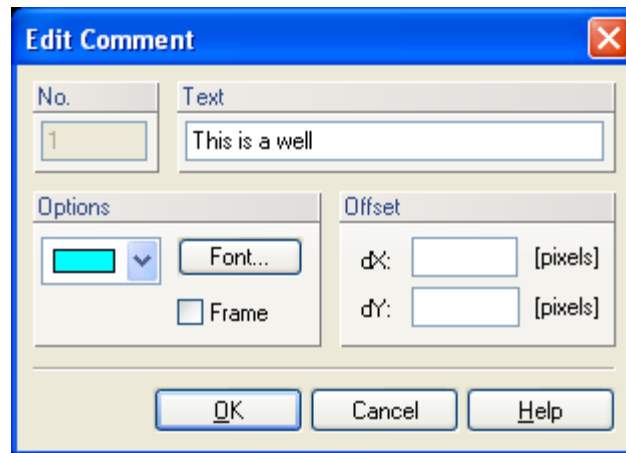 Edit Comment
No.
Text
1
This is a well
Options
Offset
Font...
dX:
[pixels]
Frame
dY:
[pixels]
OK
Cancel
Help